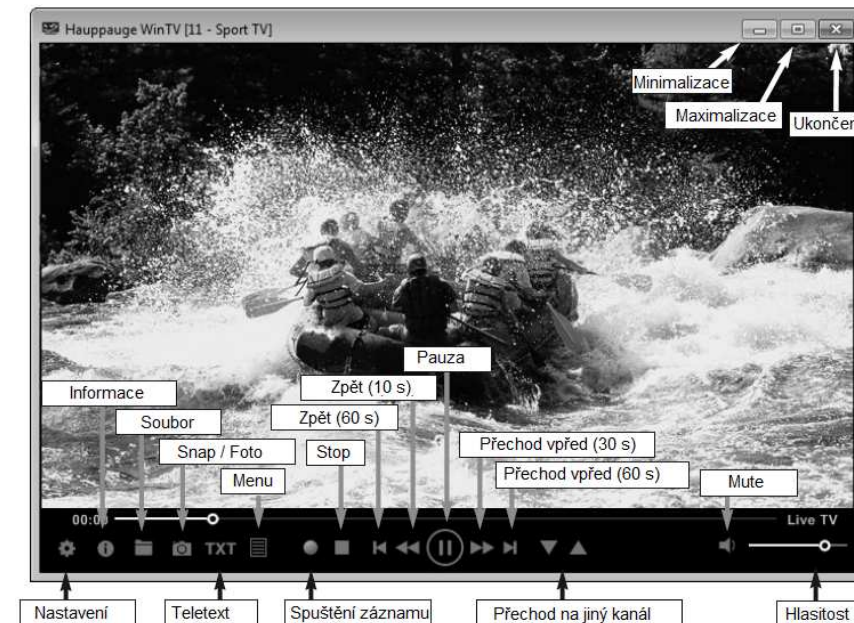 Hauppauge WinTV [11 - Sport TV]
Minimalizace
Maximalizace
Ukončen
Pauza
Zpět (10 s)
Informace
Zpět (60 s)
Soubor
Přechod vpřed (30 s)
Snap / Foto
Stop
Přechod vpřed (60 s)
Menu
Mute
Live TV
TXT
Nastavení
Teletext
Spuštění záznamu
Přechod na jiný kanál
Hlasitost